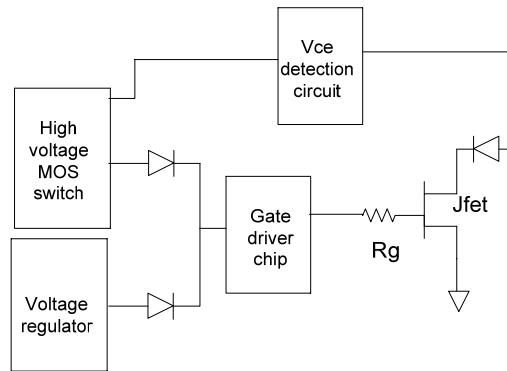 Vce
detection
circuit
High
voltage
MOS
switch
Gate
driver
chip
Jfet
Rg
Voltage
regulator